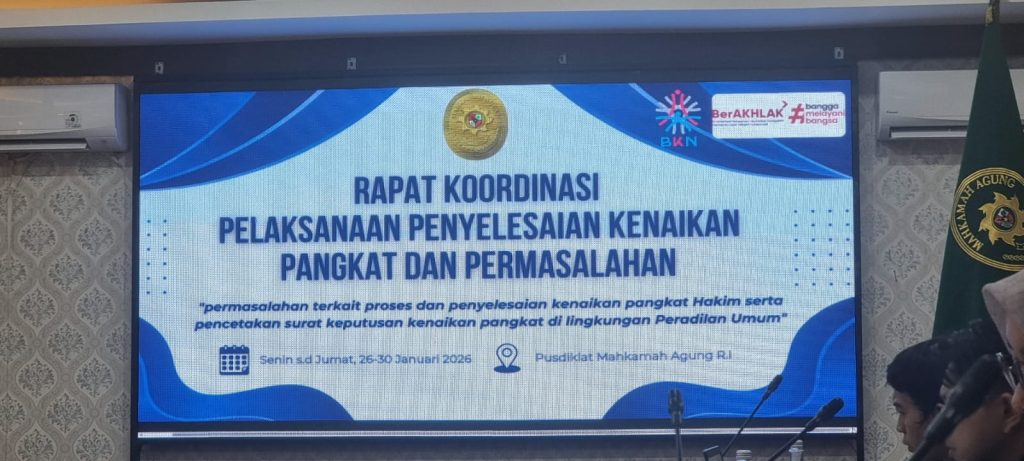 BKN
BerAKHLAK
#bangga
melayani
bangsa
RAPAT KOORDINASI
PELAKSANAAN PENYELESAIAN KENAIKAN
PANGKAT DAN PERMASALAHAN
"permasalahan terkait proses dan penyelesaian kenaikan pangkat Hakim serta
pencetakan surat keputusan kenaikan pangkat di lingkungan Peradilan Umum"
Senin s.d Jumat, 26-30 Januari 2026
Pusdiklat Mahkamah Agung R.I
MAHKAMAH AGUNG